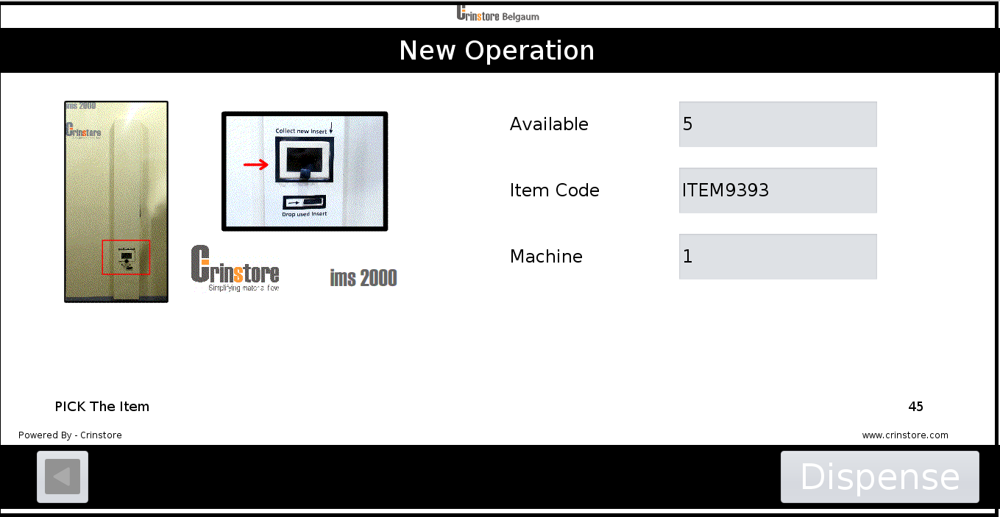 Crinstore Belgaum
New Operation
ims 2000
Crinstore
Collect new Insert
Drop used Insert
Crinstore
Simplifying material flow
ims 2000
Available
5
Item Code
ITEM9393
Machine
1
PICK The Item
45
Powered By - Crinstore
www.crinstore.com
Dispense